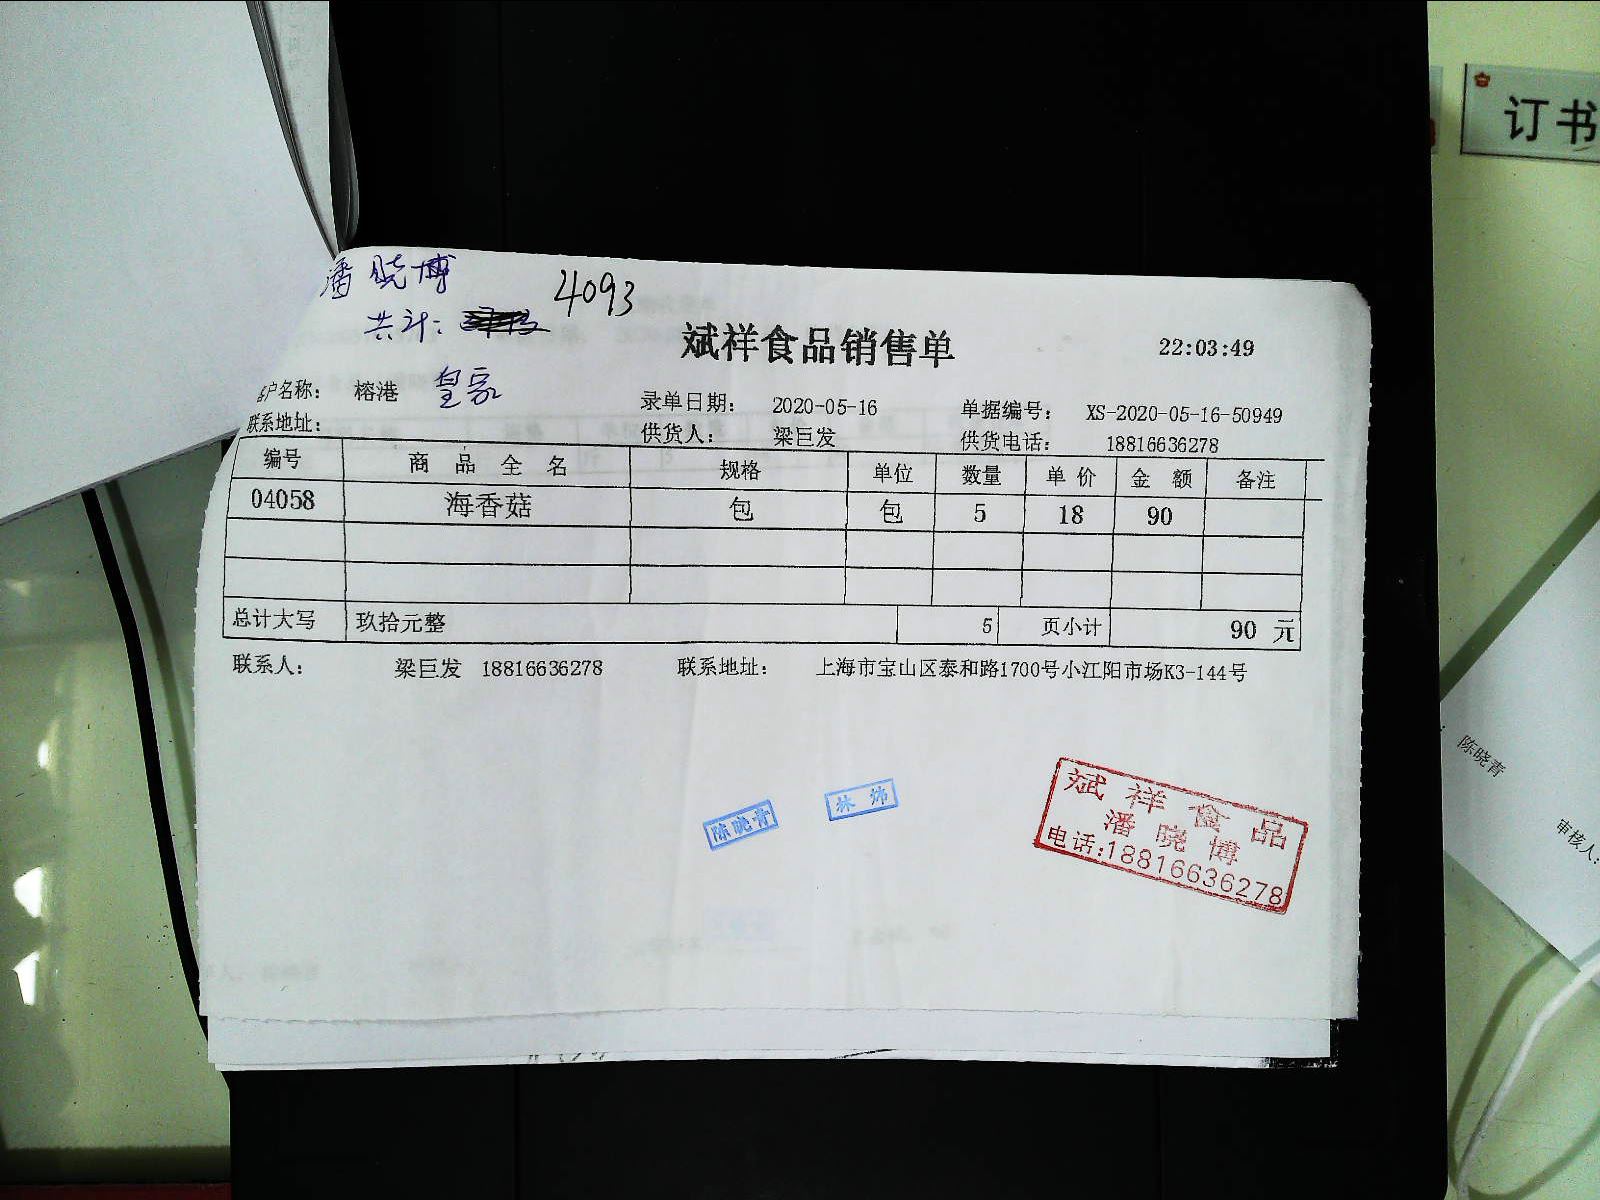 订书
潘晓博
4093
共计:
斌祥食品销售单
22:03:49
客户名称: 榕港 皇家
录单日期: 2020-05-16
单据编号: XS-2020-05-16-50949
联系地址:
供货人: 梁巨发
供货电话: 18816636278
编号 商品全名 规格 单位 数量 单价 金额 备注
04058 海香菇 包 包 5 18 90
总计大写 玖拾元整 5 页小计 90 元
联系人: 梁巨发 18816636278 联系地址: 上海市宝山区泰和路1700号小江阳市场K3-144号
陈晓青
林炜
斌祥食品
潘晓博
电话:18816636278
陈晓青
审核人: